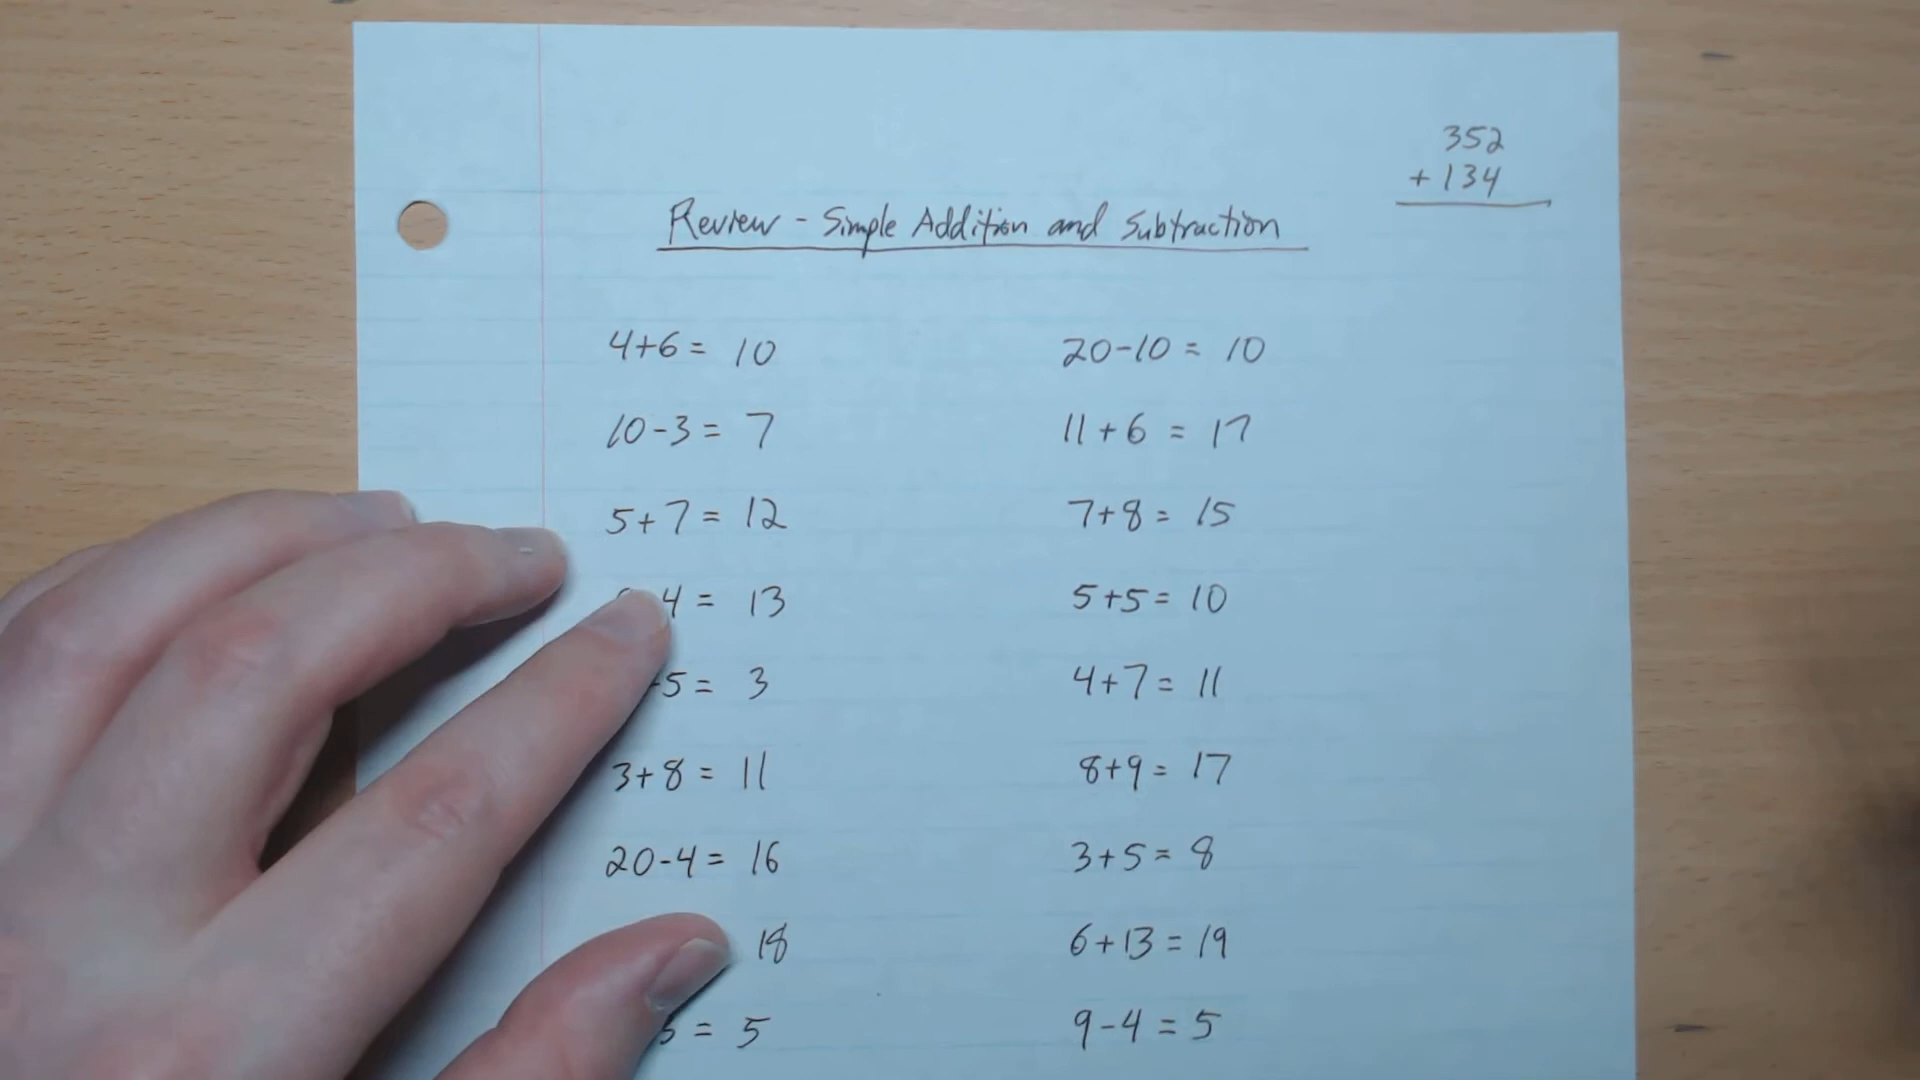 352
+ 134
Review - Simple Addition and Subtraction
4+6 = 10
10-3 = 7
5+7 = 12
4 = 13
5 = 3
3+8 = 11
20-4 = 16
18
= 5
20-10 = 10
11+6 = 17
7+8 = 15
5+5 = 10
4+7 = 11
8+9 = 17
3+5 = 8
6+13 = 19
9-4 = 5